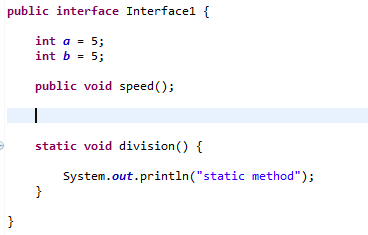 public interface Interface1 {
int a = 5;
int b = 5;
public void speed();
static void division() {
System.out.println("static method");
}
}